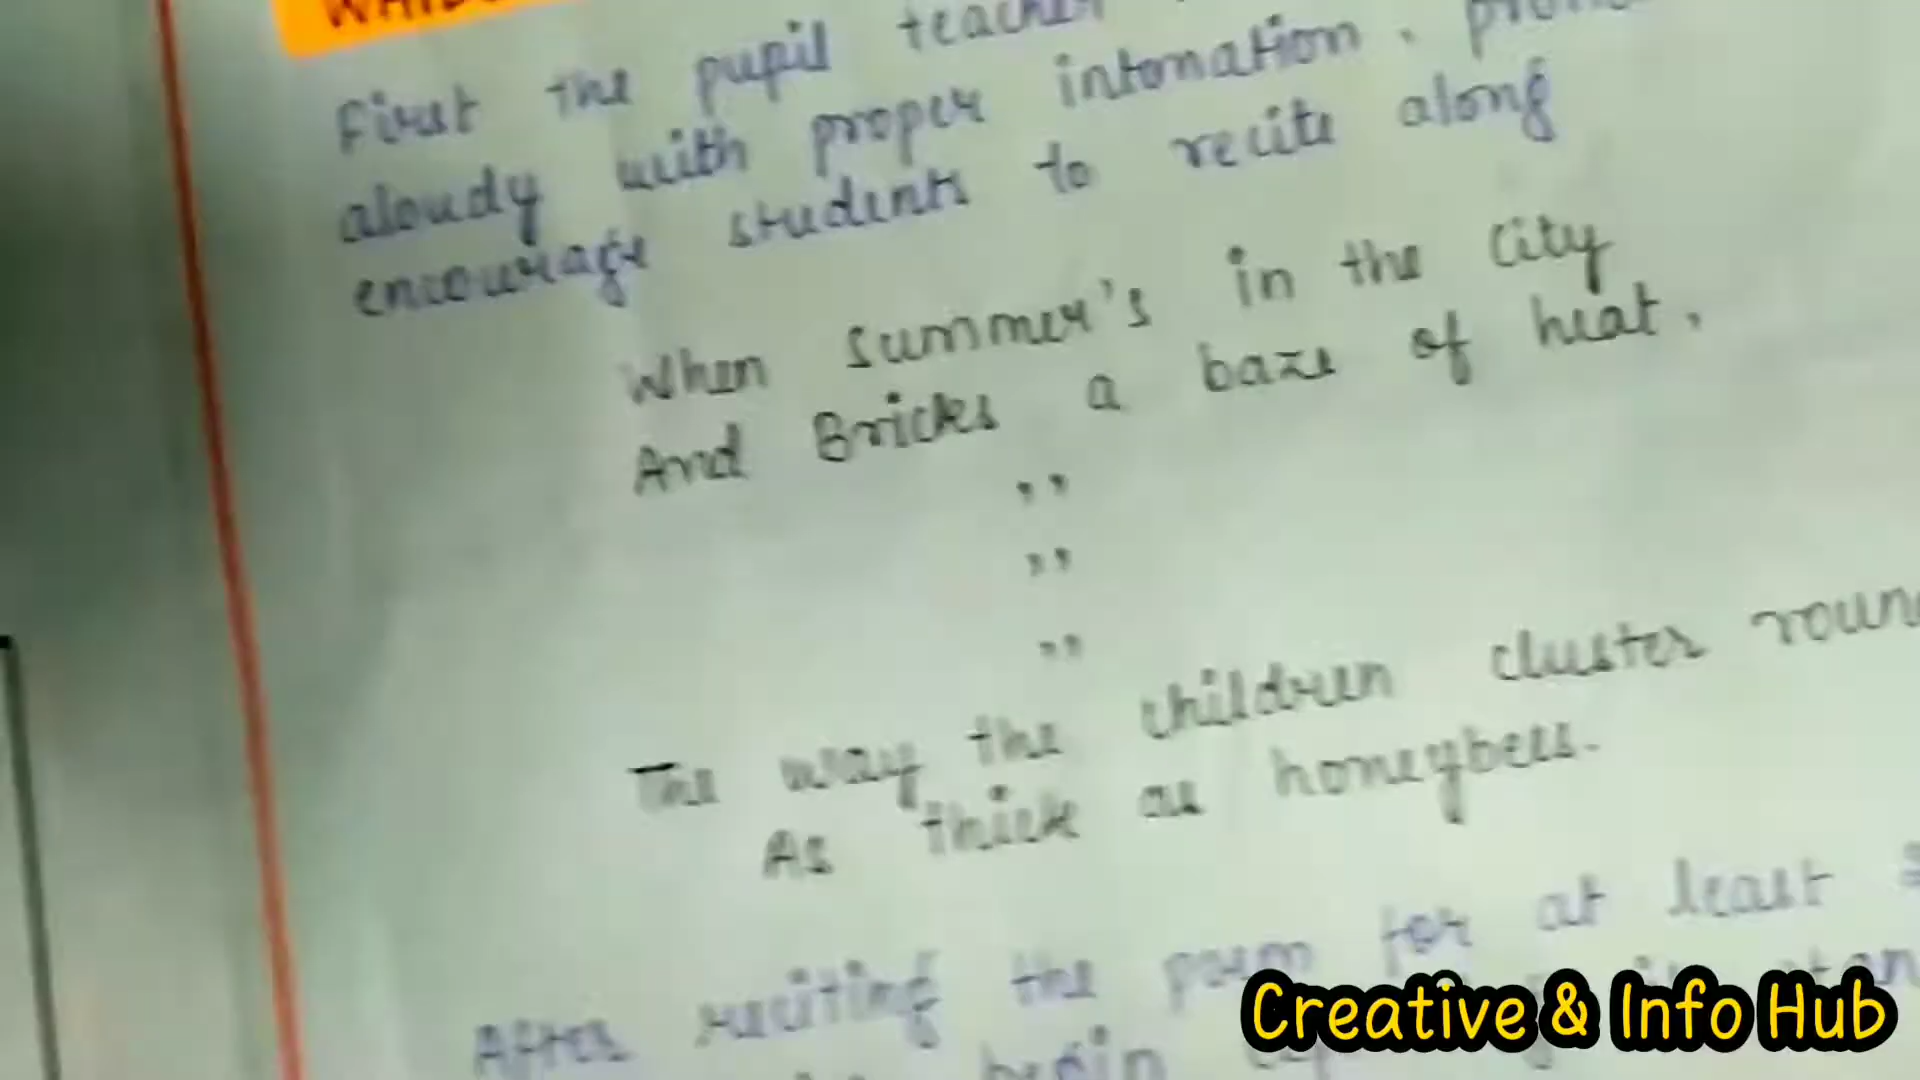 First the pupil teacher
aloudy with proper intonation,
encourage students to recite along
When Summer's in the City
And Bricks a baze of heat,
,,
,,
,,
The way the children cluster
As thick as honeybees.
After reciting the poem for at least
begin
Creative & Info Hub